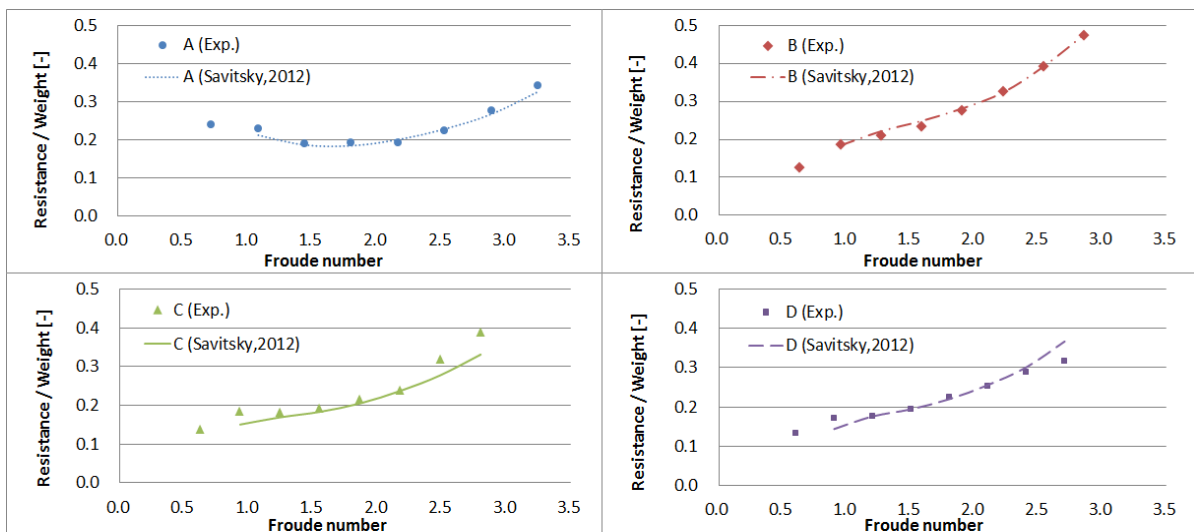 0.5
0.4
0.3
0.2
0.1
0.0
Resistance / Weight [-]
A (Exp.)
A (Savitsky,2012)
0.0 0.5 1.0 1.5 2.0 2.5 3.0 3.5
Froude number
0.5
0.4
0.3
0.2
0.1
0.0
Resistance / Weight [-]
B (Exp.)
B (Savitsky,2012)
0.0 0.5 1.0 1.5 2.0 2.5 3.0 3.5
Froude number
0.5
0.4
0.3
0.2
0.1
0.0
Resistance / Weight [-]
C (Exp.)
C (Savitsky,2012)
0.0 0.5 1.0 1.5 2.0 2.5 3.0 3.5
Froude number
0.5
0.4
0.3
0.2
0.1
0.0
Resistance / Weight [-]
D (Exp.)
D (Savitsky,2012)
0.0 0.5 1.0 1.5 2.0 2.5 3.0 3.5
Froude number